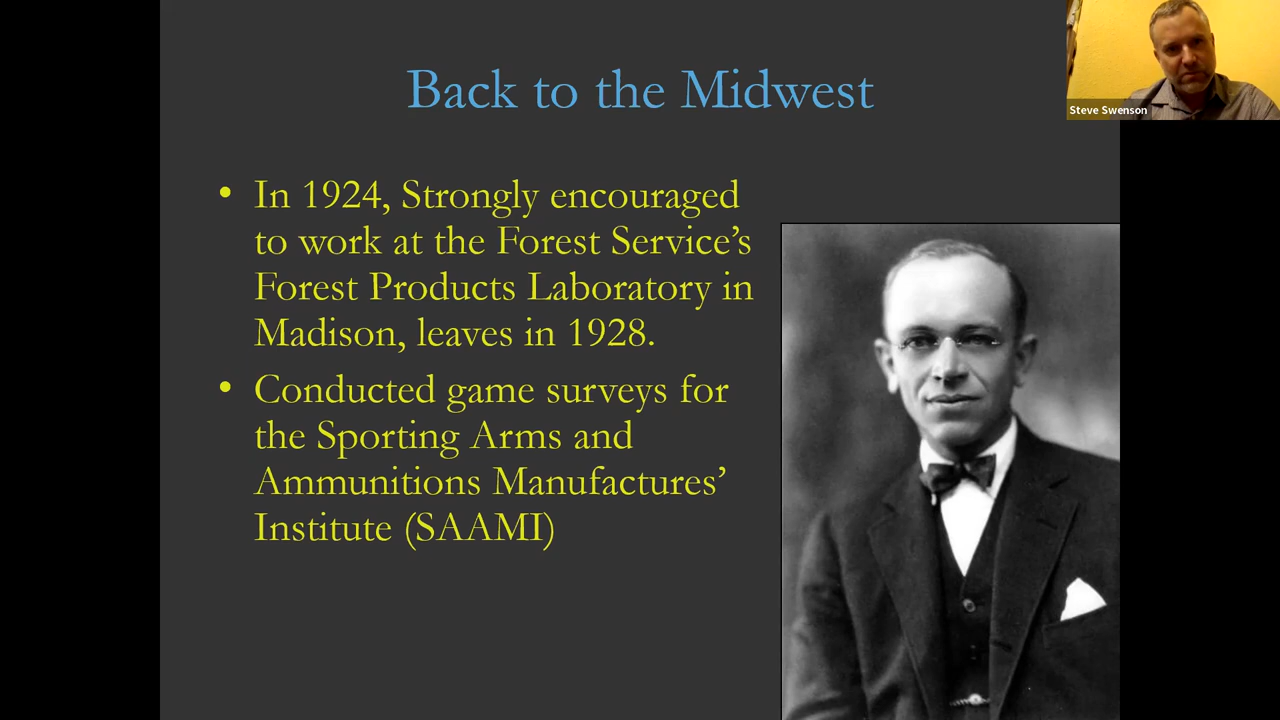 Back to the Midwest
Steve Swenson
• In 1924, Strongly encouraged
to work at the Forest Service’s
Forest Products Laboratory in
Madison, leaves in 1928.
• Conducted game surveys for
the Sporting Arms and
Ammunitions Manufactures’
Institute (SAAMI)